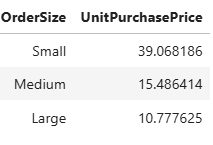 OrderSize UnitPurchasePrice
Small 39.068186
Medium 15.486414
Large 10.777625